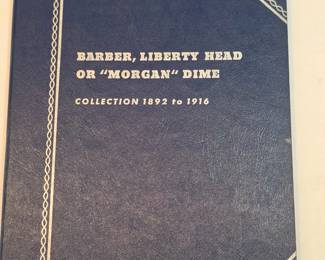 BARBER, LIBERTY HEAD
OR "MORGAN" DIME
COLLECTION 1892 to 1916